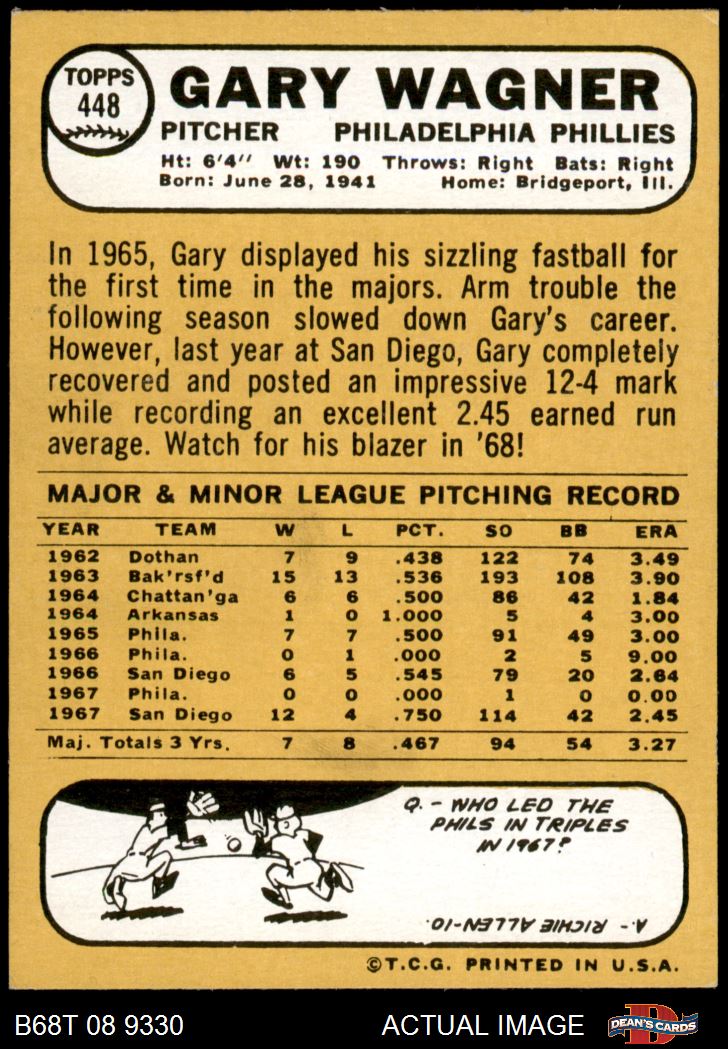 TOPPS
448
GARY WAGNER
PITCHER PHILADELPHIA PHILLIES
Ht: 6'4" Wt: 190 Throws: Right Bats: Right
Born: June 28, 1941 Home: Bridgeport, Ill.
In 1965, Gary displayed his sizzling fastball for
the first time in the majors. Arm trouble the
following season slowed down Gary's career.
However, last year at San Diego, Gary completely
recovered and posted an impressive 12-4 mark
while recording an excellent 2.45 earned run
average. Watch for his blazer in '68!
MAJOR & MINOR LEAGUE PITCHING RECORD
YEAR TEAM W L PCT. SO BB ERA
1962 Dothan 7 9 .438 122 74 3.49
1963 Bak'rsf'd 15 13 .536 193 108 3.90
1964 Chattan'ga 6 6 .500 86 42 1.84
1964 Arkansas 1 0 1.000 5 4 3.00
1965 Phila. 7 7 .500 91 49 3.00
1966 Phila. 0 1 .000 2 5 9.00
1966 San Diego 6 5 .545 79 20 2.64
1967 Phila. 0 0 .000 1 0 0.00
1967 San Diego 12 4 .750 114 42 2.45
Maj. Totals 3 Yrs. 7 8 .467 94 54 3.27
Q. - WHO LED THE
PHILS IN TRIPLES
IN 1967?
A. - RICHIE ALLEN-10.
©T.C.G. PRINTED IN U.S.A.
B68T 08 9330 ACTUAL IMAGE DEAN'S CARDS